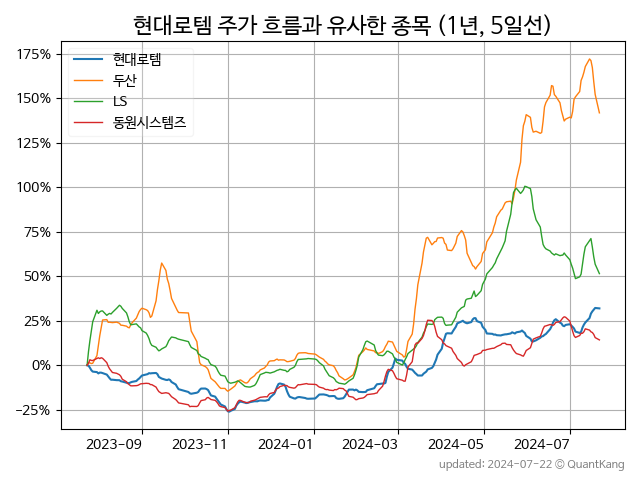 현대로템 주가 흐름과 유사한 종목 (1년, 5일선)
현대로템
두산
LS
동원시스템즈
175%
150%
125%
100%
75%
50%
25%
0%
−25%
2023-09
2023-11
2024-01
2024-03
2024-05
2024-07
updated: 2024-07-22 © QuantKang